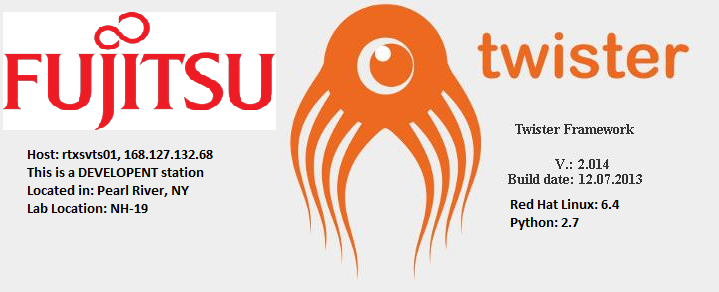 FUJITSU
twister
Host: rtxsvts01, 168.127.132.68
This is a DEVELOPENT station
Located in: Pearl River, NY
Lab Location: NH-19
Twister Framework
V.: 2.014
Build date: 12.07.2013
Red Hat Linux: 6.4
Python: 2.7